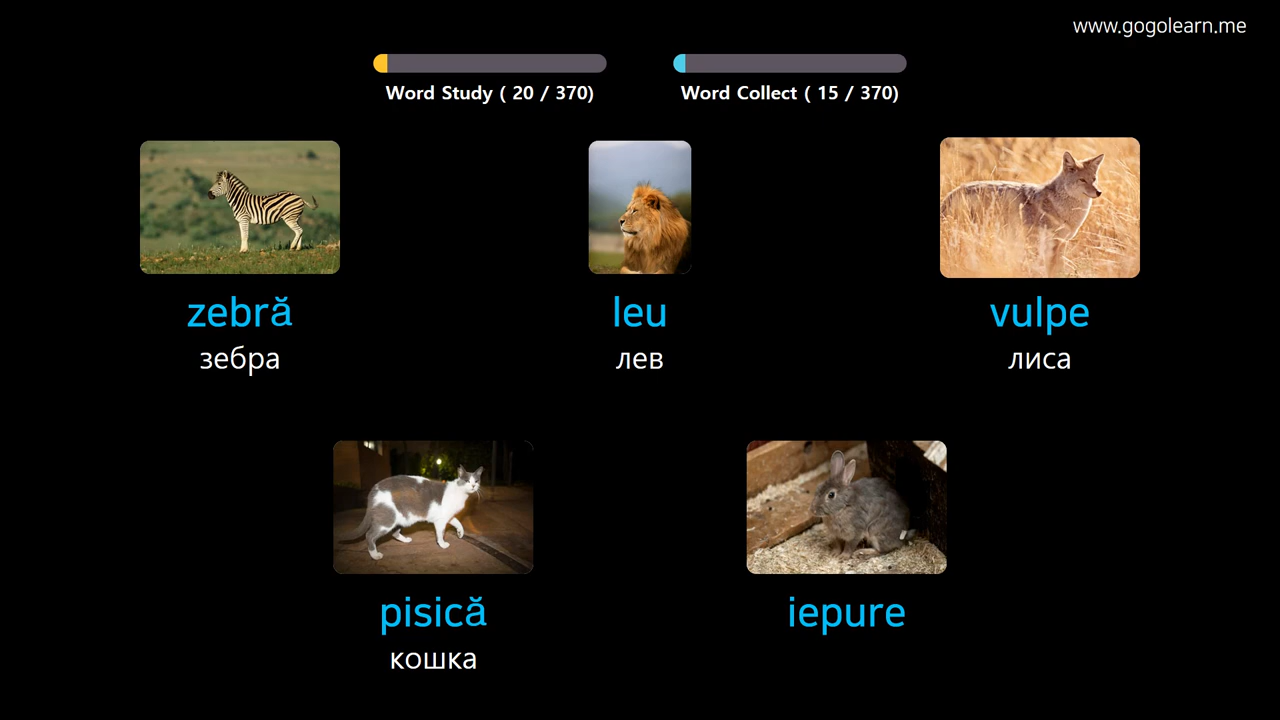 www.gogolearn.me
Word Study ( 20 / 370)
Word Collect ( 15 / 370)
zebră
leu
vulpe
зебра
лев
лиса
pisică
iepure
кошка